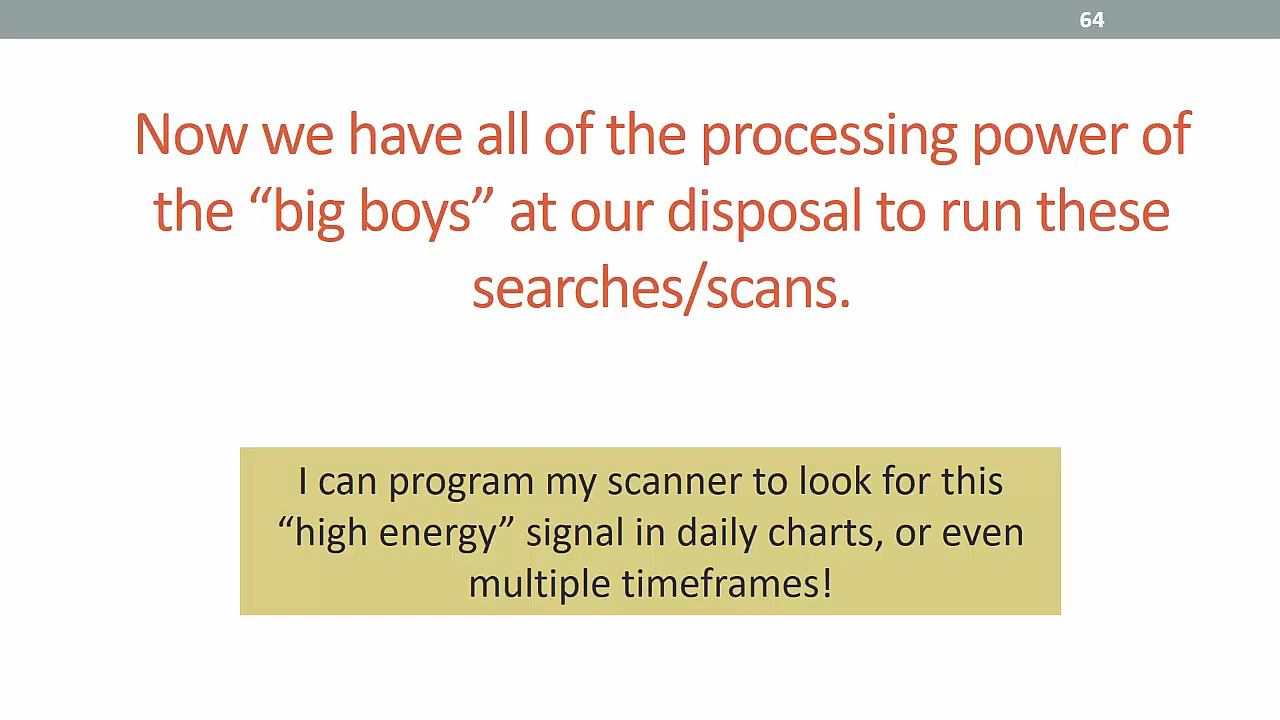 64
Now we have all of the processing power of
the “big boys” at our disposal to run these
searches/scans.
I can program my scanner to look for this
“high energy” signal in daily charts, or even
multiple timeframes!